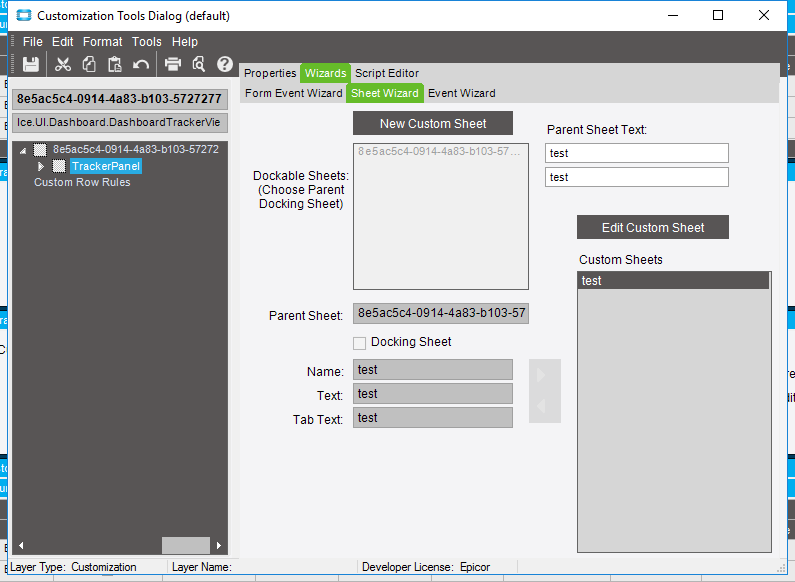 Customization Tools Dialog (default)
File Edit Format Tools Help
Properties Wizards Script Editor
Form Event Wizard Sheet Wizard Event Wizard
8e5ac5c4-0914-4a83-b103-5727277
Ice.UI.Dashboard.DashboardTrackerVie
8e5ac5c4-0914-4a83-b103-57272
TrackerPanel
Custom Row Rules
New Custom Sheet
Dockable Sheets:
(Choose Parent
Docking Sheet)
8e5ac5c4-0914-4a83-b103-57...
Parent Sheet: 8e5ac5c4-0914-4a83-b103-57
Docking Sheet
Name: test
Text: test
Tab Text: test
Parent Sheet Text:
test
test
Edit Custom Sheet
Custom Sheets
test
Layer Type: Customization Layer Name: Developer License: Epicor